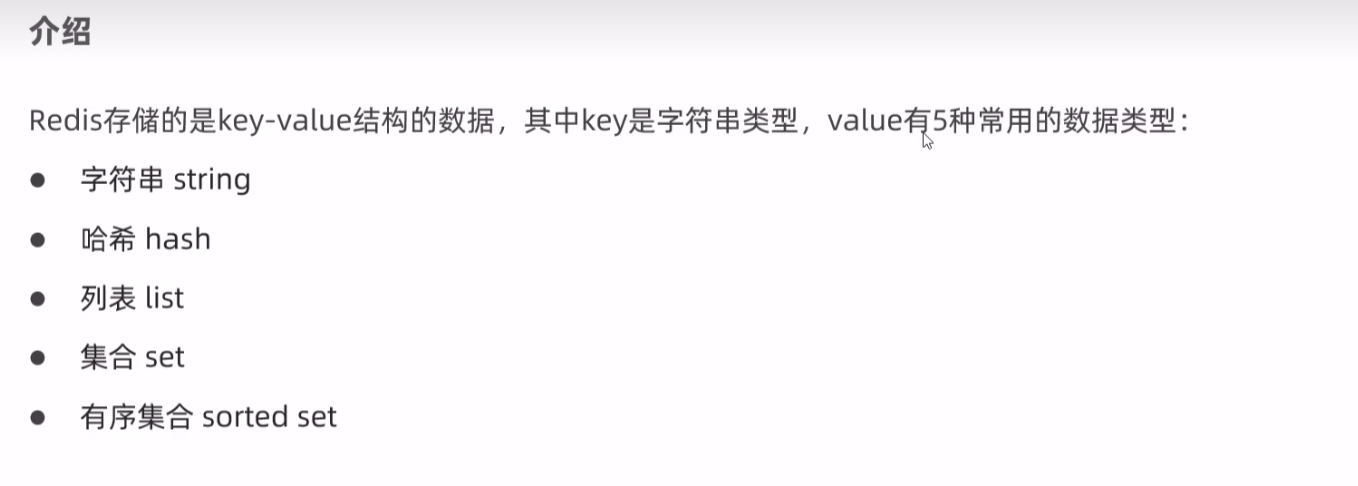 介绍
Redis存储的是key-value结构的数据，其中key是字符串类型，value有5种常用的数据类型：
● 字符串 string
● 哈希 hash
● 列表 list
● 集合 set
● 有序集合 sorted set